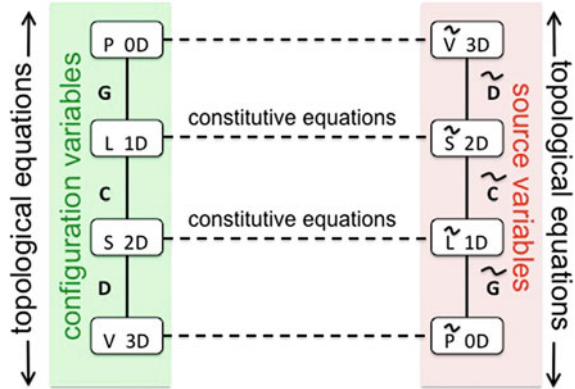 topological equations
configuration variables
P 0D
G
L 1D
C
S 2D
D
V 3D
constitutive equations
constitutive equations
Ṽ 3D
D̃
S̃ 2D
C̃
L̃ 1D
G̃
P̃ 0D
source variables
topological equations